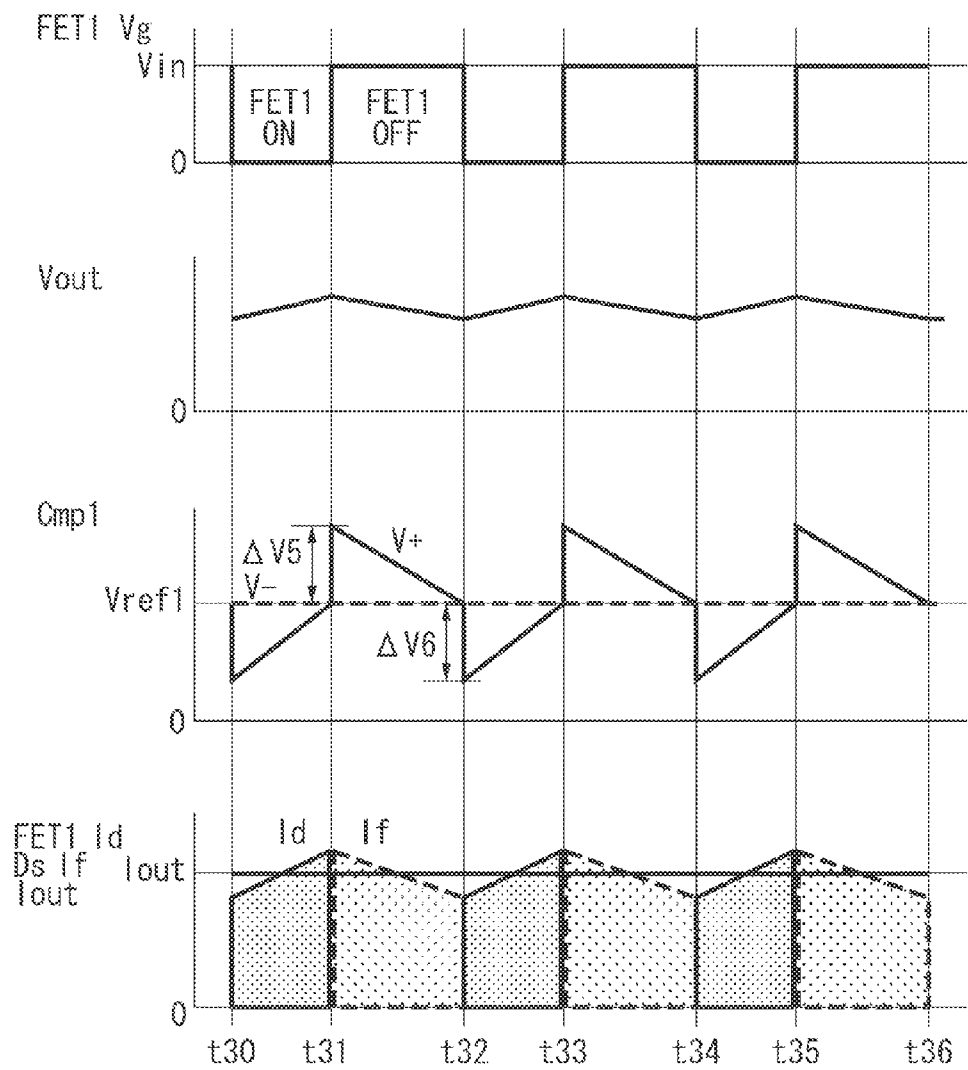 FET1 Vg
Vin
FET1
ON
FET1
OFF
0
Vout
0
Cmp1
ΔV5
V+
V-
Vref1
ΔV6
0
FET1 Id
Ds If
Iout
Iout
Id
If
0
t30 t31 t32 t33 t34 t35 t36